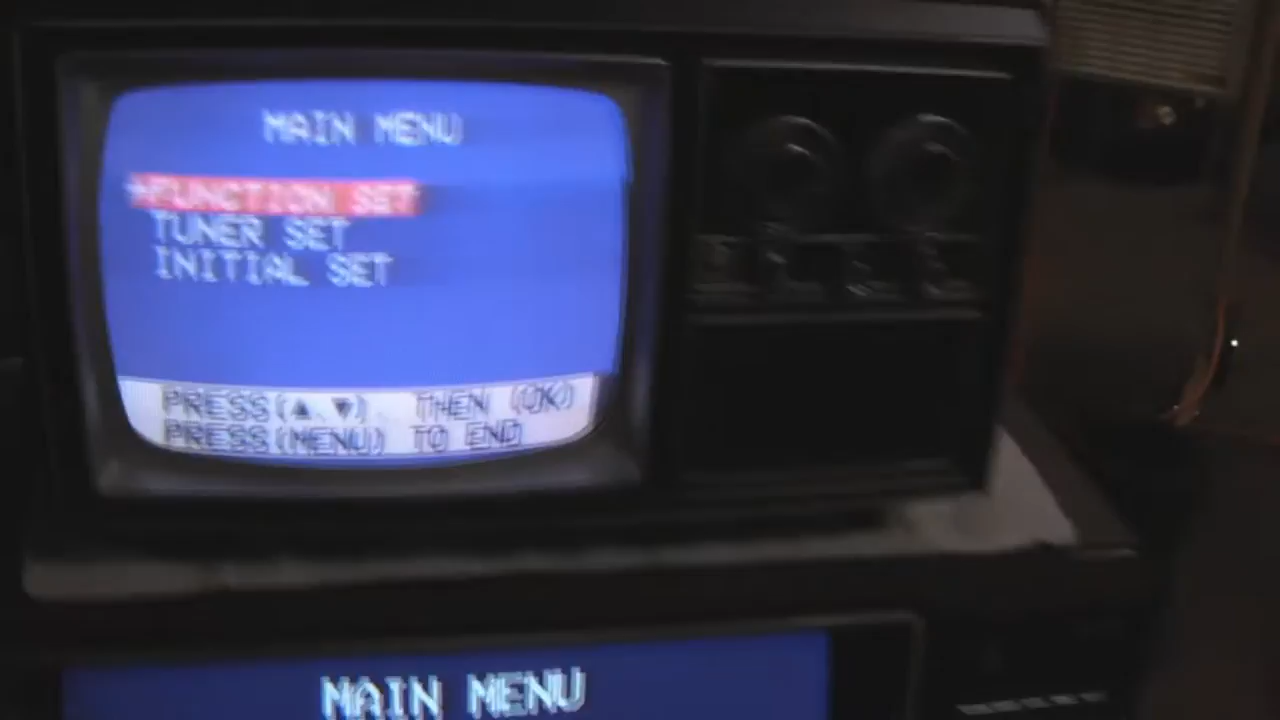 MAIN MENU
FUNCTION SET
TUNER SET
INITIAL SET
PRESS(▲,▼) THEN (OK)
PRESS(MENU) TO END
MAIN MENU